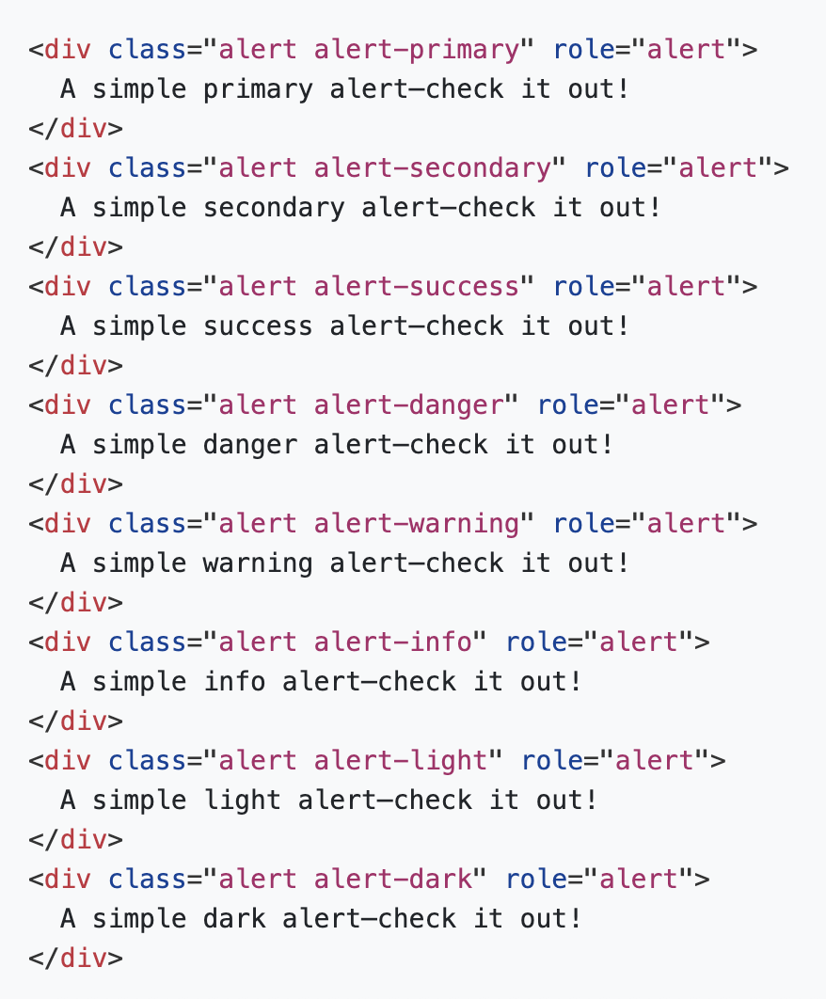 <div class="alert alert-primary" role="alert">
  A simple primary alert—check it out!
</div>
<div class="alert alert-secondary" role="alert">
  A simple secondary alert—check it out!
</div>
<div class="alert alert-success" role="alert">
  A simple success alert—check it out!
</div>
<div class="alert alert-danger" role="alert">
  A simple danger alert—check it out!
</div>
<div class="alert alert-warning" role="alert">
  A simple warning alert—check it out!
</div>
<div class="alert alert-info" role="alert">
  A simple info alert—check it out!
</div>
<div class="alert alert-light" role="alert">
  A simple light alert—check it out!
</div>
<div class="alert alert-dark" role="alert">
  A simple dark alert—check it out!
</div>